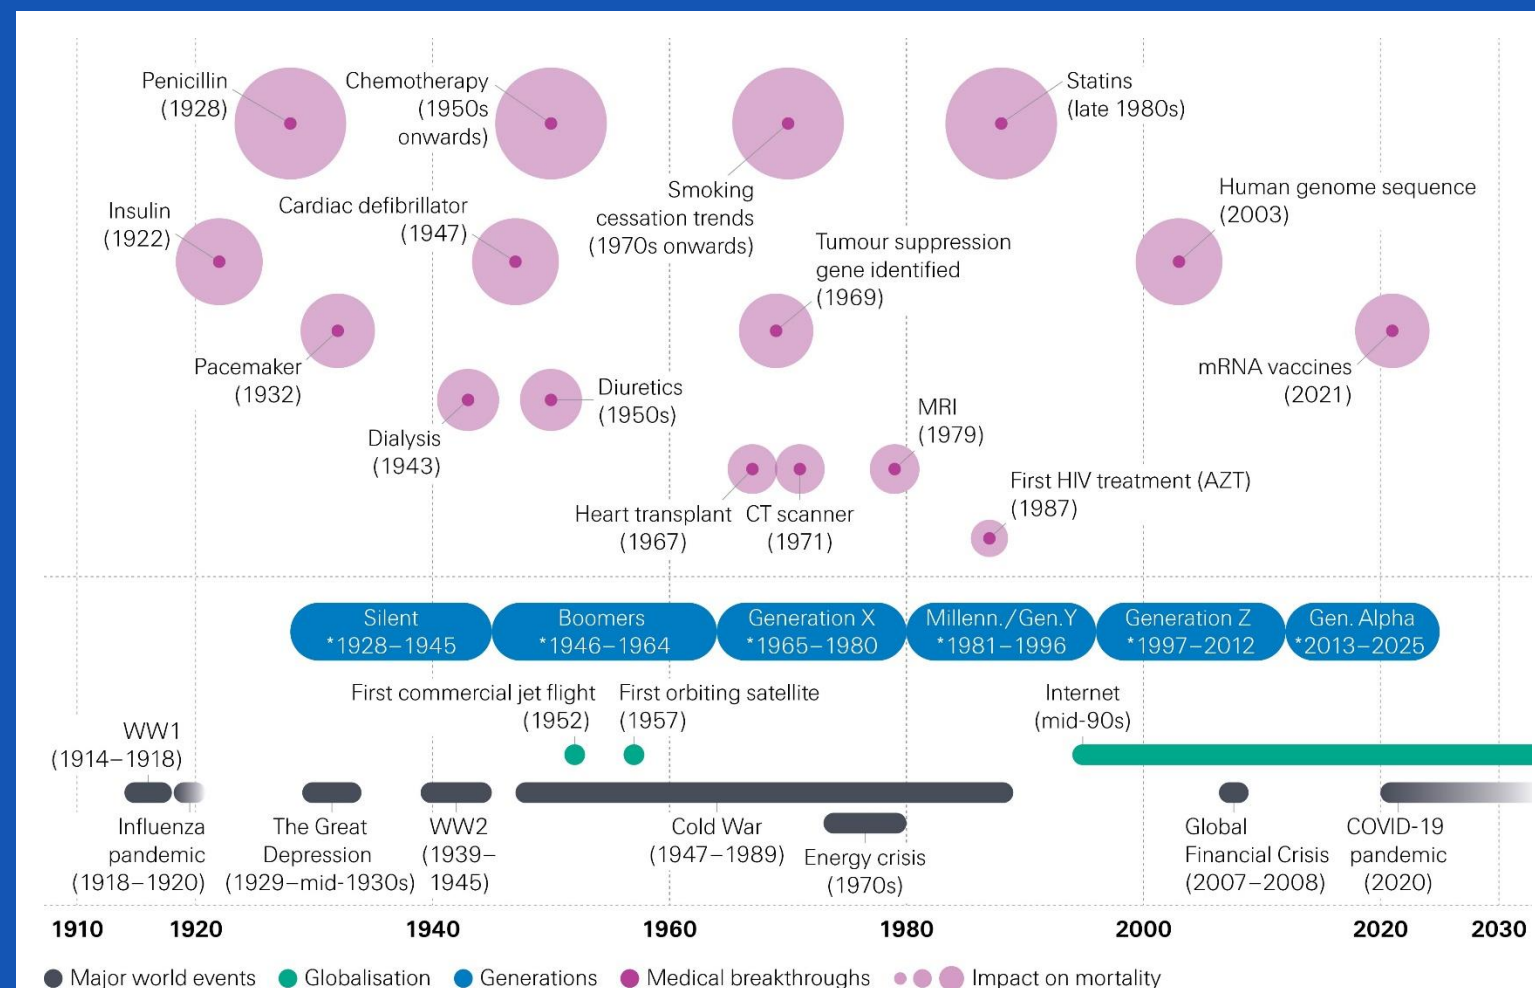 Penicillin
(1928)
Chemotherapy
(1950s
onwards)
Statins
(late 1980s)
Smoking
cessation trends
(1970s onwards)
Human genome sequence
(2003)
Insulin
(1922)
Cardiac defibrillator
(1947)
Tumour suppression
gene identified
(1969)
Pacemaker
(1932)
mRNA vaccines
(2021)
Diuretics
(1950s)
Dialysis
(1943)
MRI
(1979)
First HIV treatment (AZT)
(1987)
Heart transplant
(1967)
CT scanner
(1971)
Silent
*1928–1945
Boomers
*1946–1964
Generation X
*1965–1980
Millenn./Gen.Y
*1981–1996
Generation Z
*1997–2012
Gen. Alpha
*2013–2025
First commercial jet flight
(1952)
First orbiting satellite
(1957)
Internet
(mid-90s)
WW1
(1914–1918)
Influenza
pandemic
(1918–1920)
The Great
Depression
(1929–mid-1930s)
WW2
(1939–
1945)
Cold War
(1947–1989)
Energy crisis
(1970s)
Global
Financial Crisis
(2007–2008)
COVID-19
pandemic
(2020)
1910 1920 1940 1960 1980 2000 2020 2030
Major world events Globalisation Generations Medical breakthroughs Impact on mortality